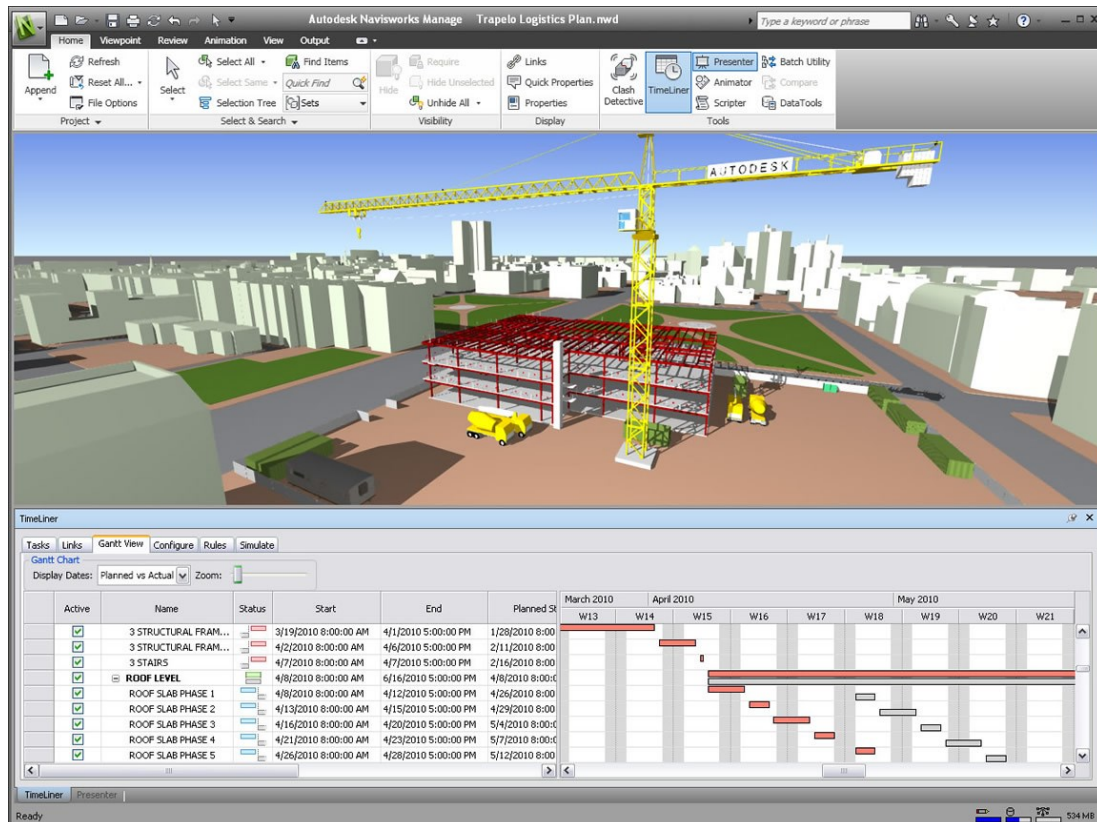 Autodesk Navisworks Manage Trapelo Logistics Plan.nwd
Type a keyword or phrase
Home Viewpoint Review Animation View Output
Append
Refresh
Reset All...
File Options
Project
Select
Select All
Select Same
Selection Tree
Find Items
Quick Find
Sets
Select & Search
Hide
Require
Hide Unselected
Unhide All
Visibility
Links
Quick Properties
Properties
Display
Clash Detective
TimeLiner
Presenter
Animator
Scripter
Batch Utility
Compare
DataTools
Tools
AUTODESK
TimeLiner
Tasks Links Gantt View Configure Rules Simulate
Gantt Chart
Display Dates: Planned vs Actual Zoom:
Active Name Status Start End Planned St
March 2010 April 2010 May 2010
W13 W14 W15 W16 W17 W18 W19 W20 W21
3 STRUCTURAL FRAM... 3/19/2010 8:00:00 AM 4/1/2010 5:00:00 PM 1/28/2010 8:00
3 STRUCTURAL FRAM... 4/2/2010 8:00:00 AM 4/6/2010 5:00:00 PM 2/11/2010 8:00
3 STAIRS 4/7/2010 8:00:00 AM 4/7/2010 5:00:00 PM 2/16/2010 8:00
ROOF LEVEL 4/8/2010 8:00:00 AM 6/16/2010 5:00:00 PM 4/8/2010 8:00:0
ROOF SLAB PHASE 1 4/8/2010 8:00:00 AM 4/12/2010 5:00:00 PM 4/26/2010 8:00
ROOF SLAB PHASE 2 4/13/2010 8:00:00 AM 4/15/2010 5:00:00 PM 4/29/2010 8:00
ROOF SLAB PHASE 3 4/16/2010 8:00:00 AM 4/20/2010 5:00:00 PM 5/4/2010 8:00:0
ROOF SLAB PHASE 4 4/21/2010 8:00:00 AM 4/23/2010 5:00:00 PM 5/7/2010 8:00:0
ROOF SLAB PHASE 5 4/26/2010 8:00:00 AM 4/28/2010 5:00:00 PM 5/12/2010 8:00
TimeLiner Presenter
Ready
534 MB